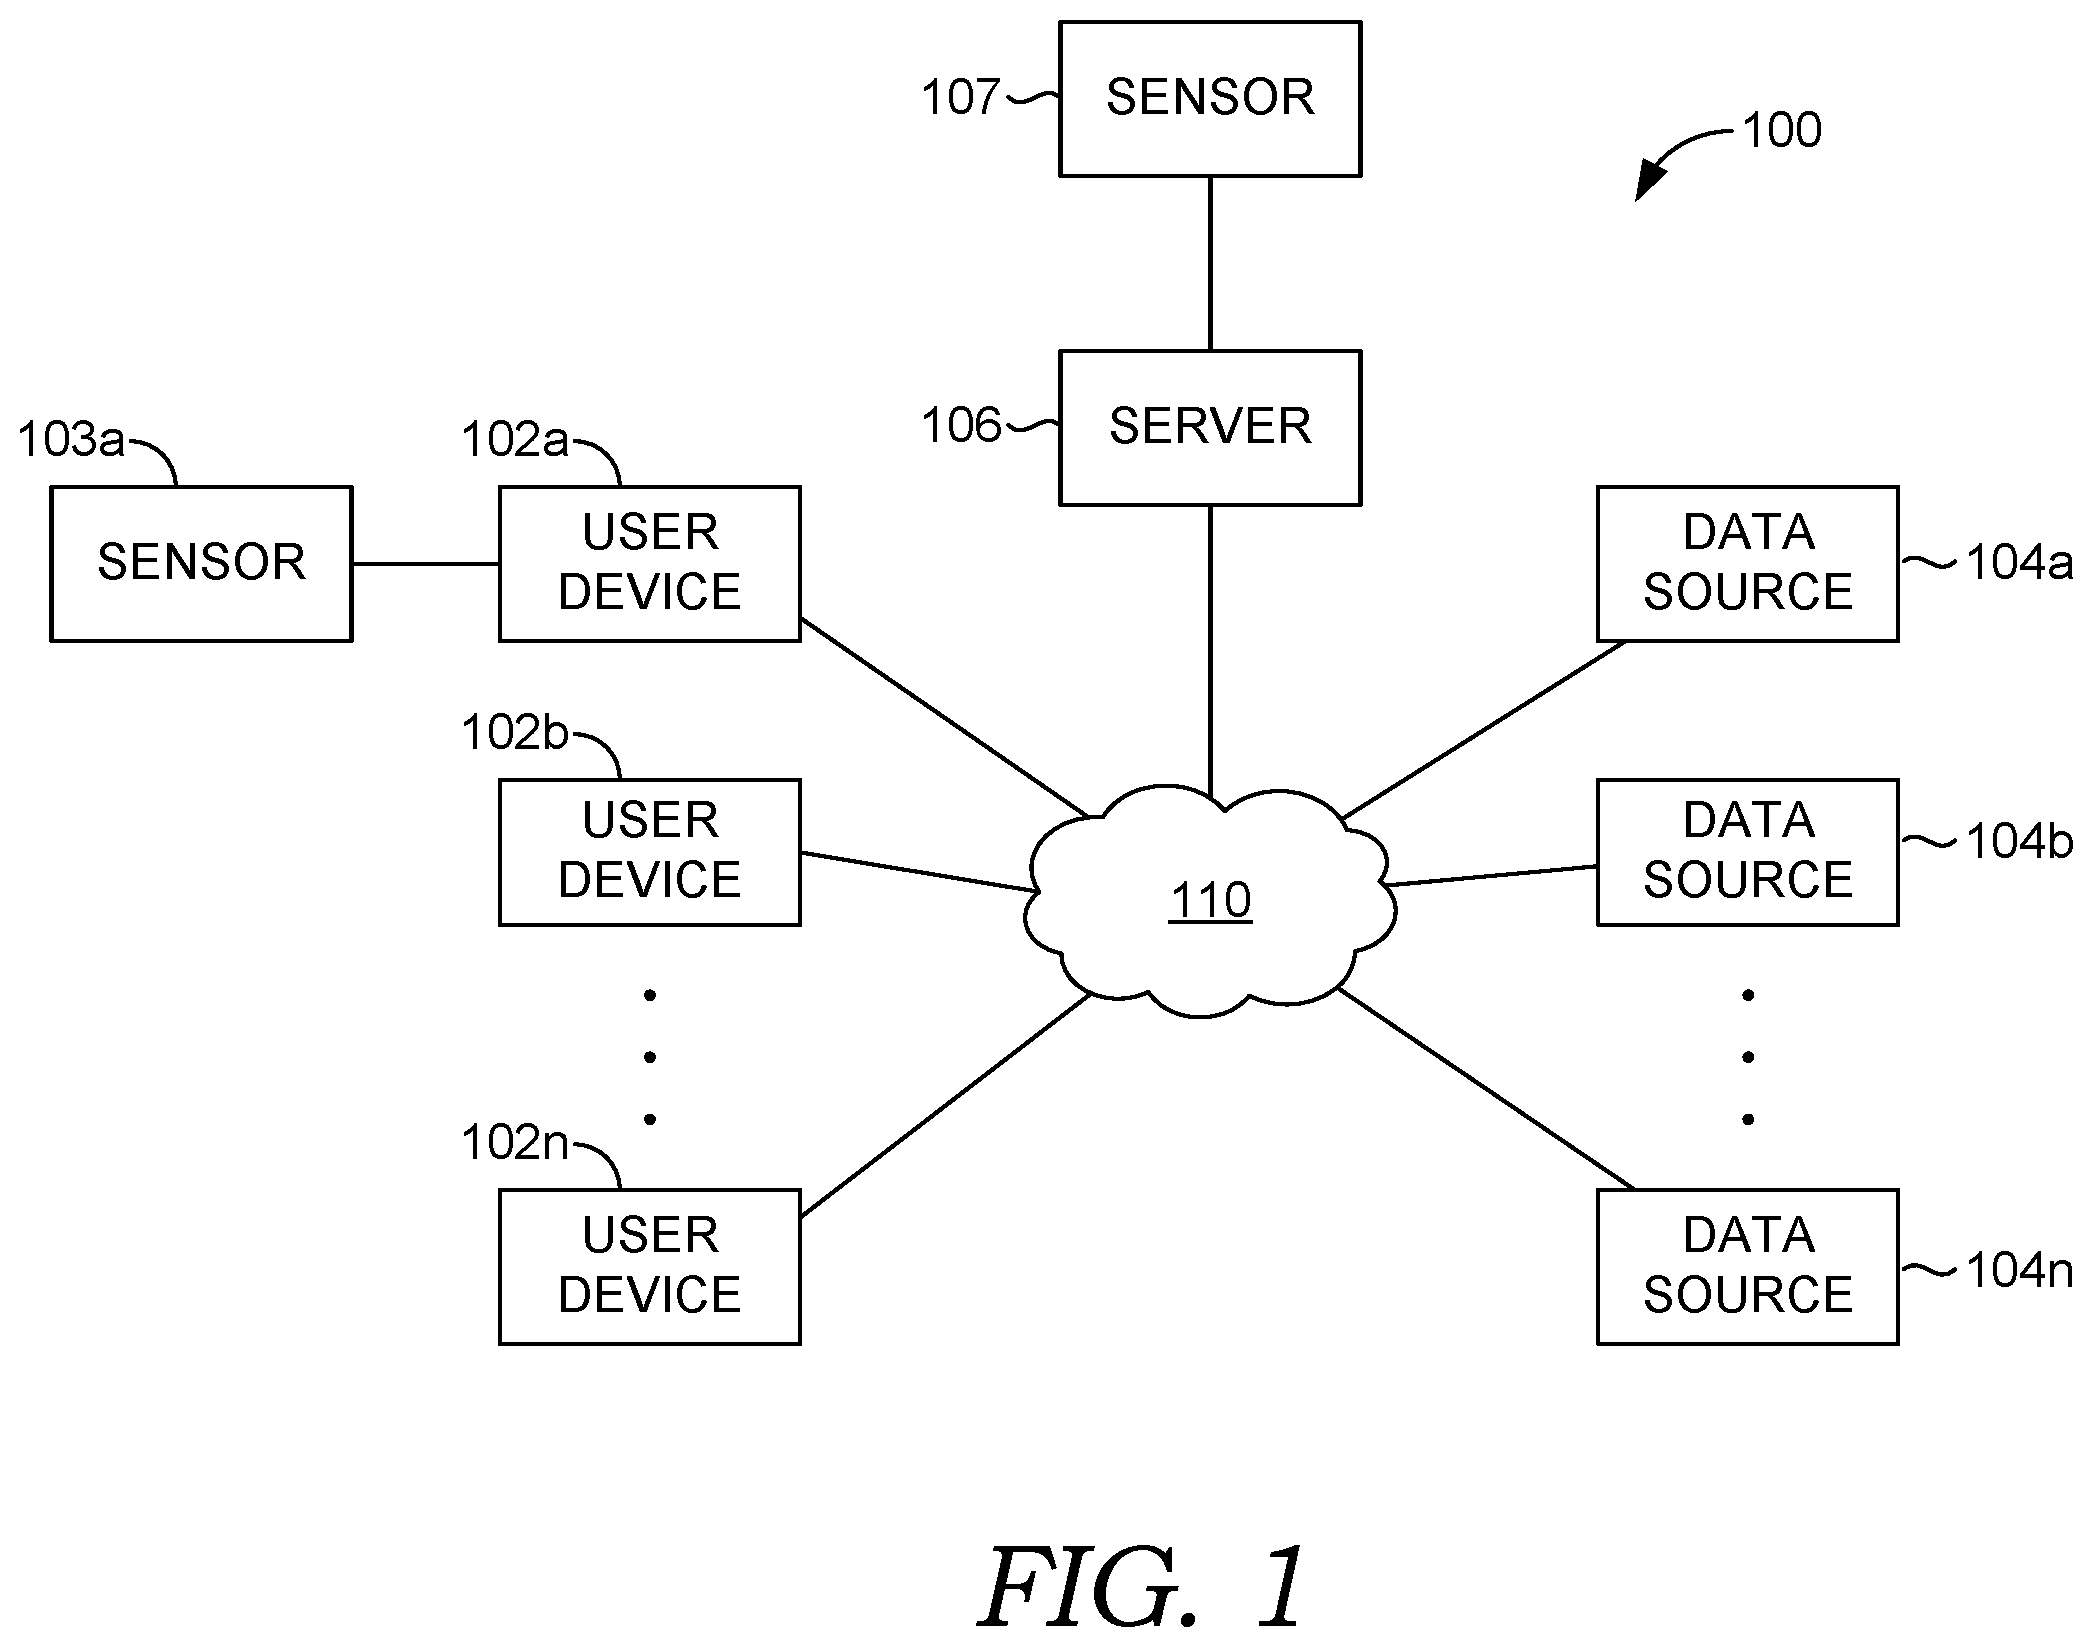 107
SENSOR
100
106
SERVER
103a
102a
SENSOR
USER
DEVICE
DATA
SOURCE
104a
102b
USER
DEVICE
110
DATA
SOURCE
104b
102n
USER
DEVICE
DATA
SOURCE
104n
FIG. 1